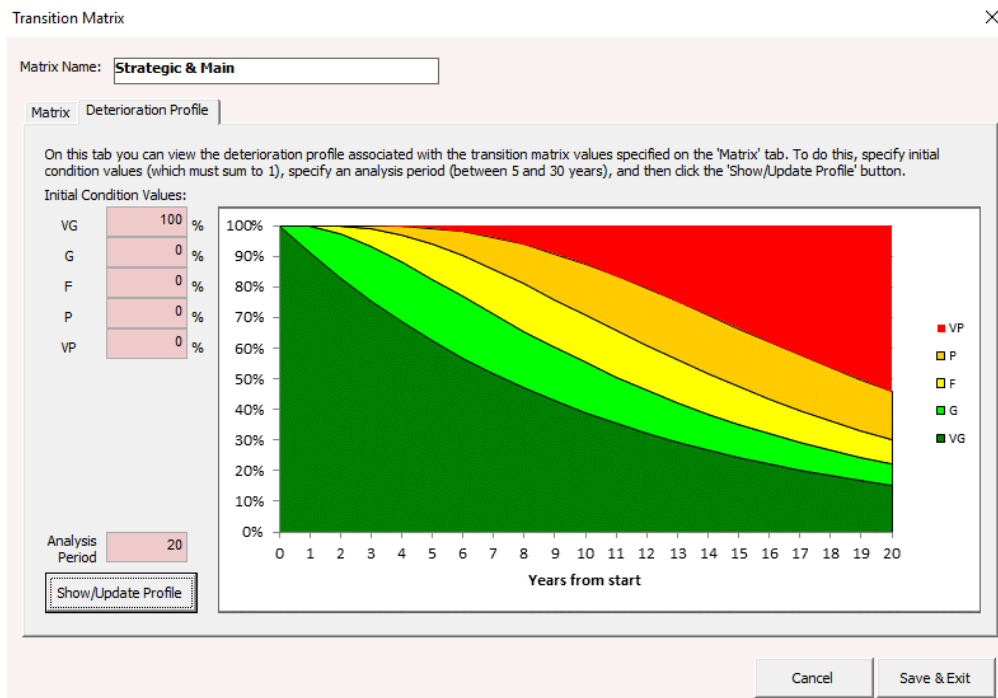 Transition Matrix
Matrix Name: Strategic & Main
Matrix Deterioration Profile
On this tab you can view the deterioration profile associated with the transition matrix values specified on the 'Matrix' tab. To do this, specify initial
condition values (which must sum to 1), specify an analysis period (between 5 and 30 years), and then click the 'Show/Update Profile' button.
Initial Condition Values:
VG 100 %
G 0 %
F 0 %
P 0 %
VP 0 %
Analysis
Period 20
Show/Update Profile
100%
90%
80%
70%
60%
50%
40%
30%
20%
10%
0%
0 1 2 3 4 5 6 7 8 9 10 11 12 13 14 15 16 17 18 19 20
Years from start
VP
P
F
G
VG
Cancel Save & Exit